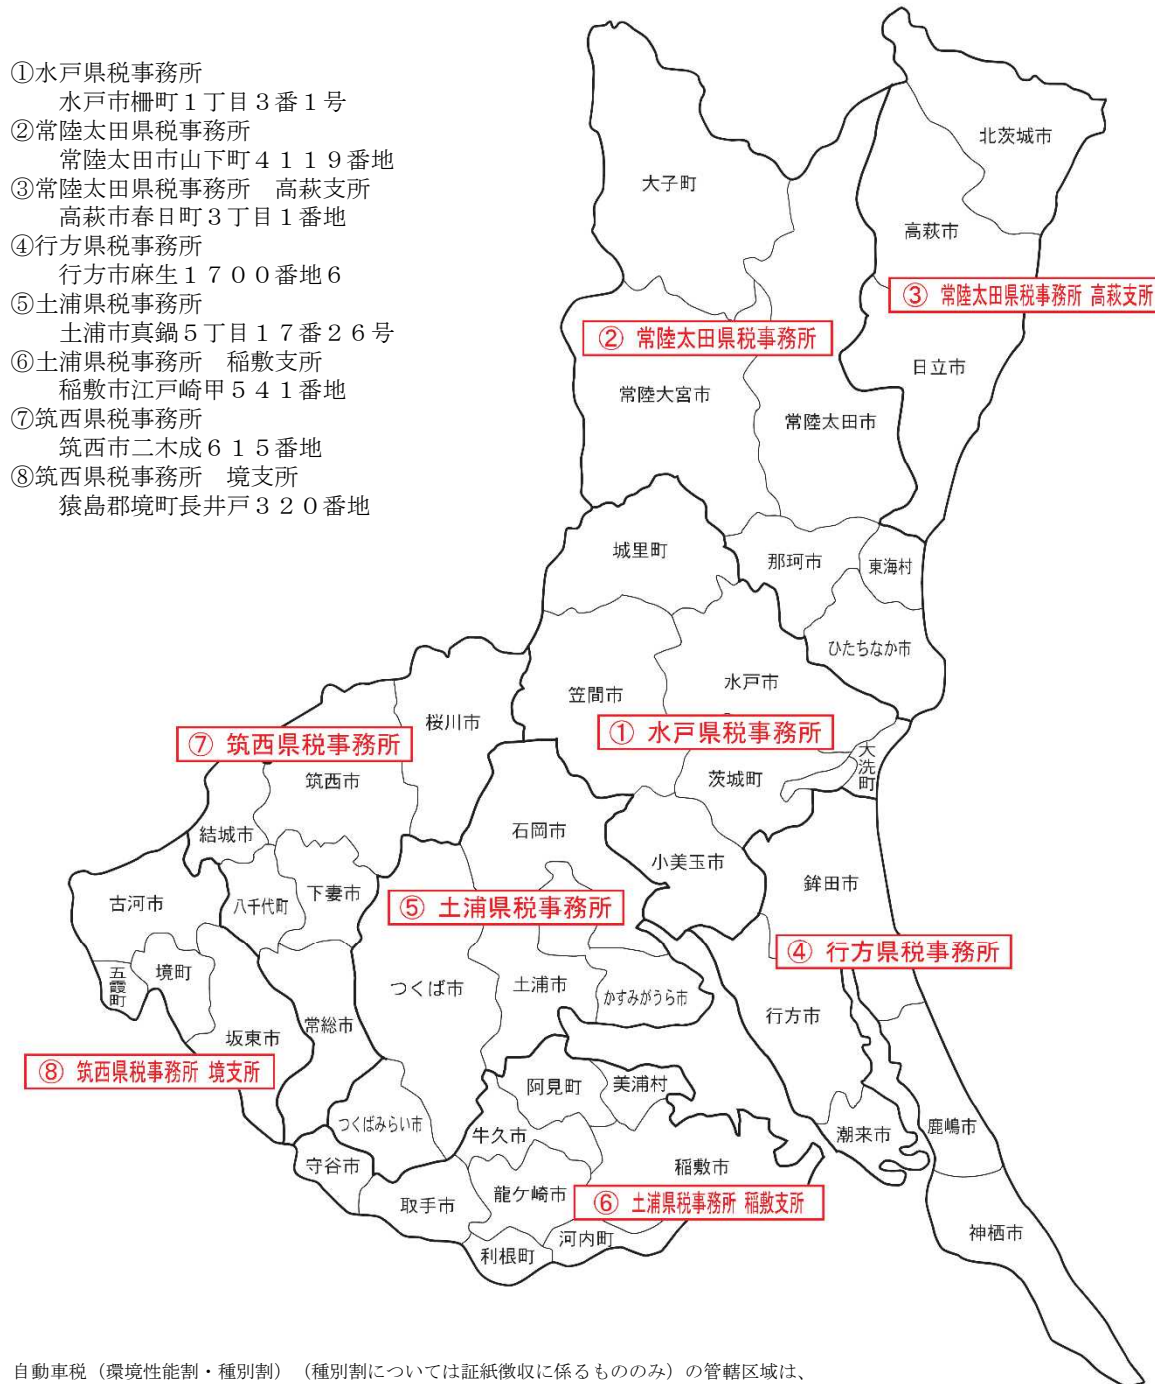 ①水戸県税事務所
水戸市柵町１丁目３番１号
②常陸太田県税事務所
常陸太田市山下町４１１９番地
③常陸太田県税事務所　高萩支所
高萩市春日町３丁目１番地
④行方県税事務所
行方市麻生１７００番地６
⑤土浦県税事務所
土浦市真鍋５丁目１７番２６号
⑥土浦県税事務所　稲敷支所
稲敷市江戸崎甲５４１番地
⑦筑西県税事務所
筑西市二木成６１５番地
⑧筑西県税事務所　境支所
猿島郡境町長井戸３２０番地
北茨城市
大子町
高萩市
③ 常陸太田県税事務所 高萩支所
② 常陸太田県税事務所
日立市
常陸大宮市
常陸太田市
城里町
那珂市
東海村
ひたちなか市
水戸市
笠間市
桜川市
① 水戸県税事務所
⑦ 筑西県税事務所
大洗町
茨城町
筑西市
石岡市
結城市
小美玉市
鉾田市
下妻市
八千代町
古河市
⑤ 土浦県税事務所
④ 行方県税事務所
境町
五霞町
つくば市
土浦市
かすみがうら市
行方市
常総市
坂東市
⑧ 筑西県税事務所 境支所
阿見町
美浦村
つくばみらい市
牛久市
潮来市
鹿嶋市
守谷市
稲敷市
龍ケ崎市
取手市
⑥ 土浦県税事務所 稲敷支所
神栖市
河内町
利根町
自動車税（環境性能割・種別割）（種別割については証紙徴収に係るもののみ）の管轄区域は、